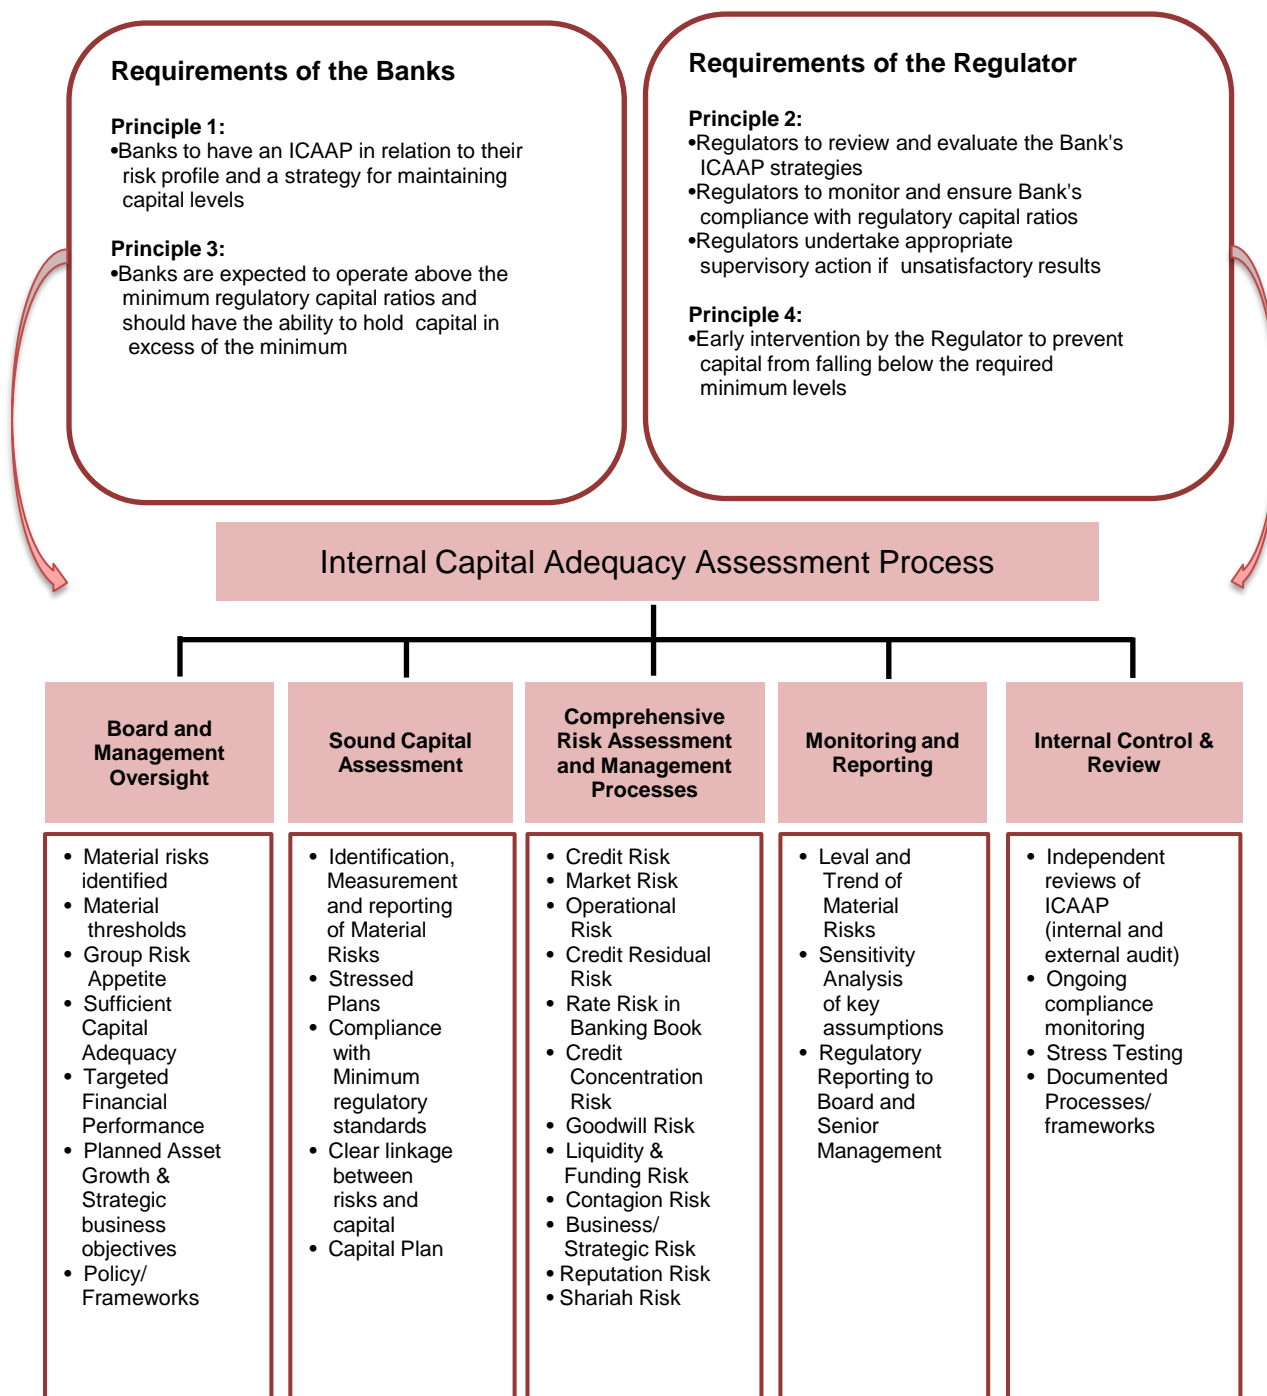 Requirements of the Banks
Principle 1:
•Banks to have an ICAAP in relation to their
risk profile and a strategy for maintaining
capital levels
Principle 3:
•Banks are expected to operate above the
minimum regulatory capital ratios and
should have the ability to hold capital in
excess of the minimum
Requirements of the Regulator
Principle 2:
•Regulators to review and evaluate the Bank's
ICAAP strategies
•Regulators to monitor and ensure Bank's
compliance with regulatory capital ratios
•Regulators undertake appropriate
supervisory action if unsatisfactory results
Principle 4:
•Early intervention by the Regulator to prevent
capital from falling below the required
minimum levels
Internal Capital Adequacy Assessment Process
Board and
Management
Oversight
• Material risks
identified
• Material
thresholds
• Group Risk
Appetite
• Sufficient
Capital
Adequacy
• Targeted
Financial
Performance
• Planned Asset
Growth &
Strategic
business
objectives
• Policy/
Frameworks
Sound Capital
Assessment
• Identification,
Measurement
and reporting
of Material
Risks
• Stressed
Plans
• Compliance
with
Minimum
regulatory
standards
• Clear linkage
between
risks and
capital
• Capital Plan
Comprehensive
Risk Assessment
and Management
Processes
• Credit Risk
• Market Risk
• Operational
Risk
• Credit Residual
Risk
• Rate Risk in
Banking Book
• Credit
Concentration
Risk
• Goodwill Risk
• Liquidity &
Funding Risk
• Contagion Risk
• Business/
Strategic Risk
• Reputation Risk
• Shariah Risk
Monitoring and
Reporting
• Leval and
Trend of
Material
Risks
• Sensitivity
Analysis
of key
assumptions
• Regulatory
Reporting to
Board and
Senior
Management
Internal Control &
Review
• Independent
reviews of
ICAAP
(internal and
external audit)
• Ongoing
compliance
monitoring
• Stress Testing
• Documented
Processes/
frameworks